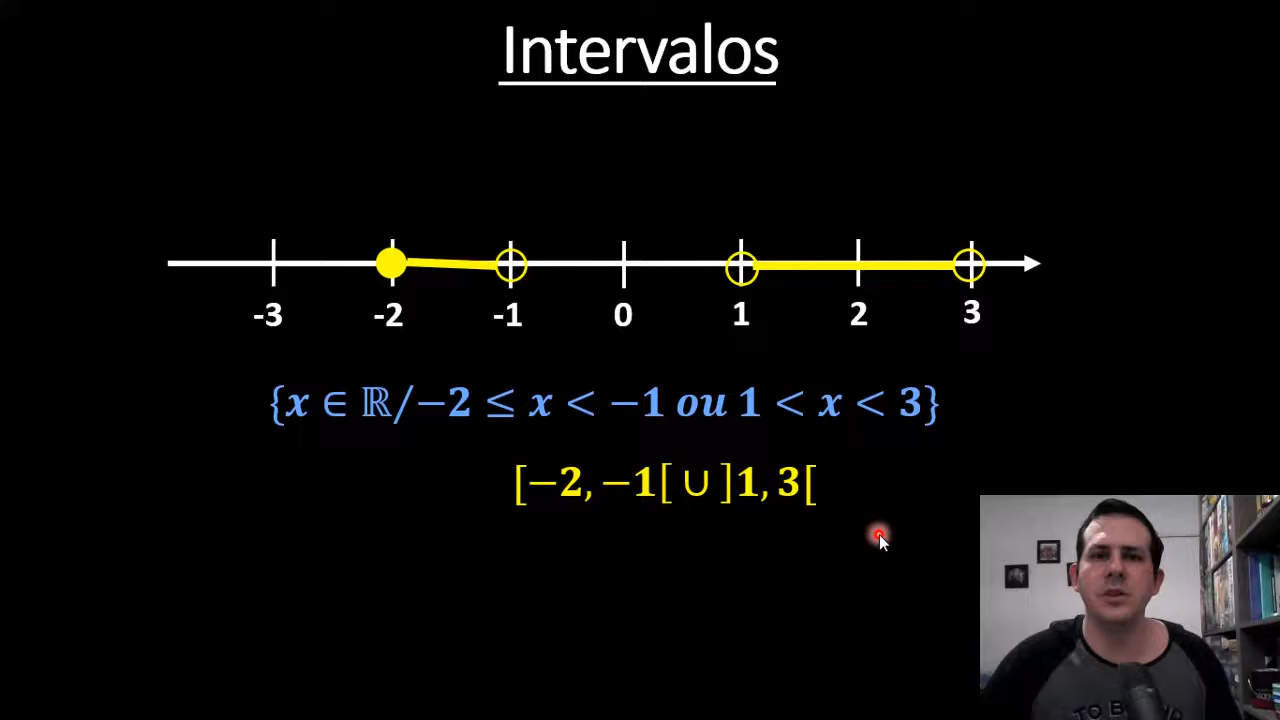 Intervalos
-3 -2 -1 0 1 2 3
{x ∈ ℝ/−2 ≤ x < −1 ou 1 < x < 3}
[−2, −1[ ∪ ]1, 3[